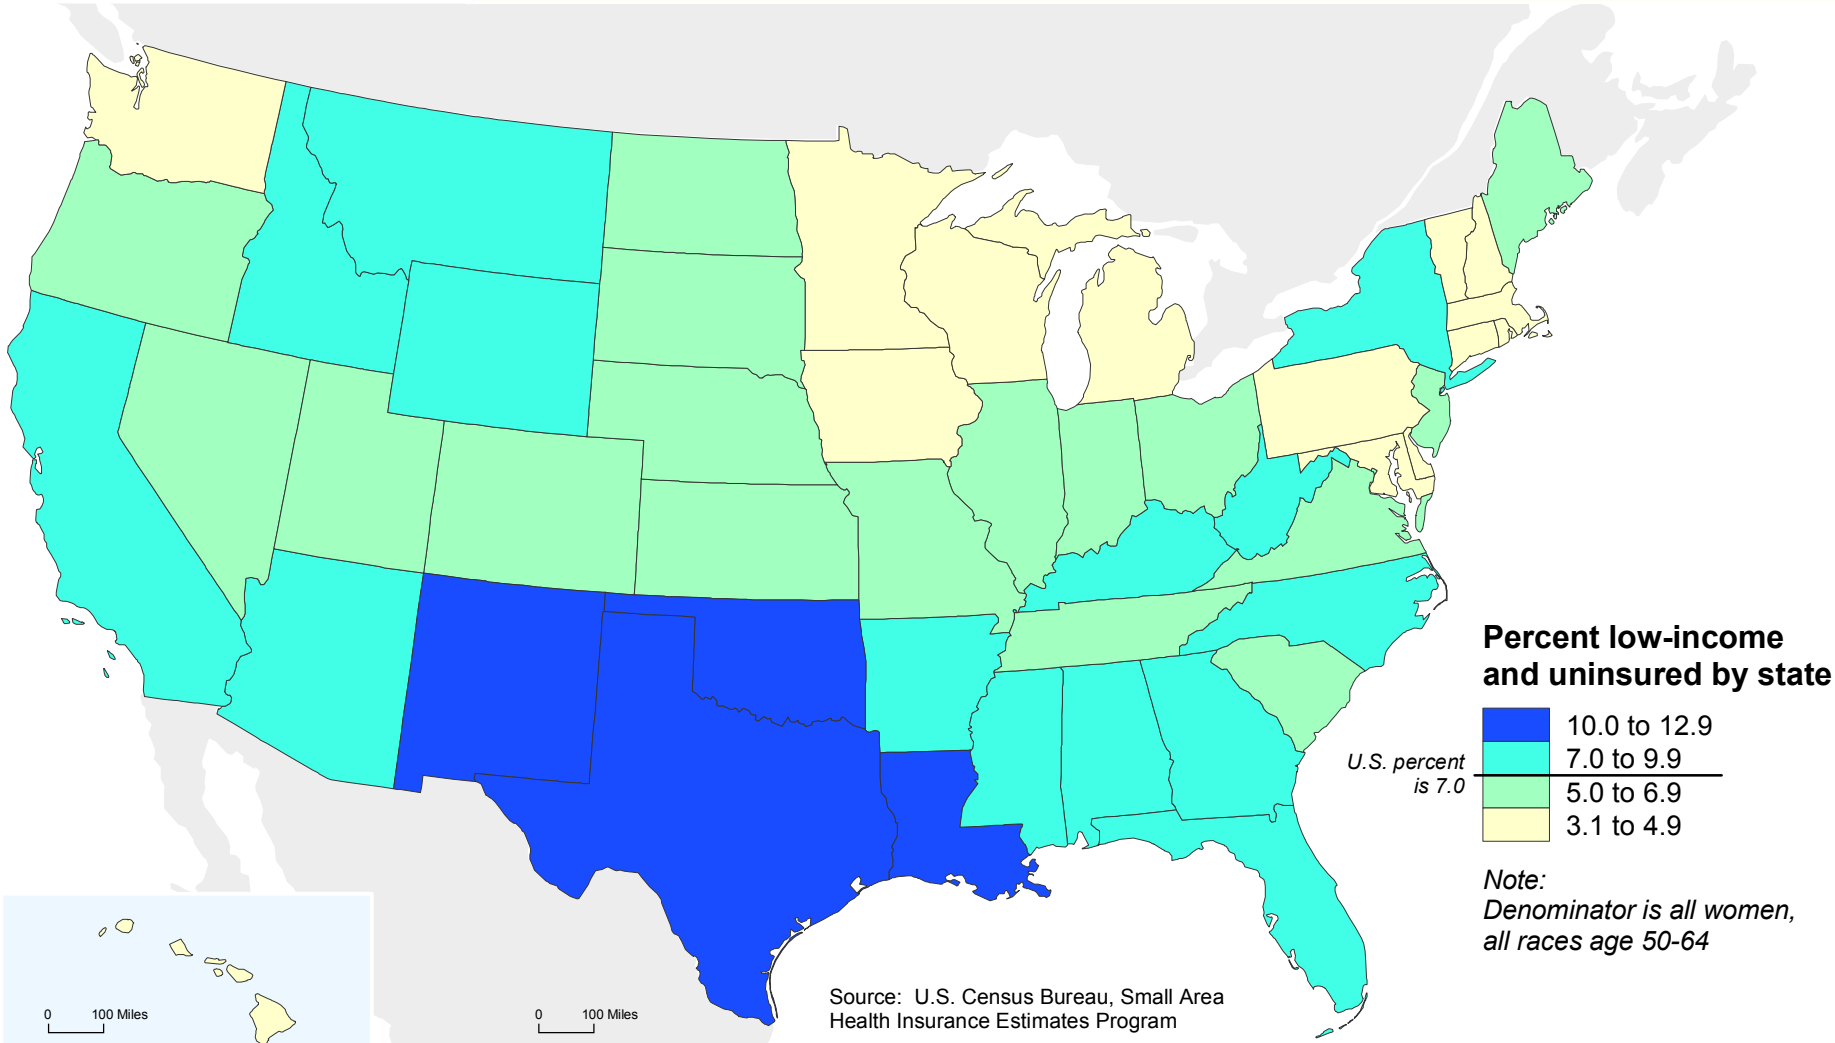 Percent low-income
and uninsured by state
10.0 to 12.9
7.0 to 9.9
5.0 to 6.9
3.1 to 4.9
U.S. percent
is 7.0
Note:
Denominator is all women,
all races age 50-64
Source: U.S. Census Bureau, Small Area
Health Insurance Estimates Program
0 100 Miles
0 100 Miles